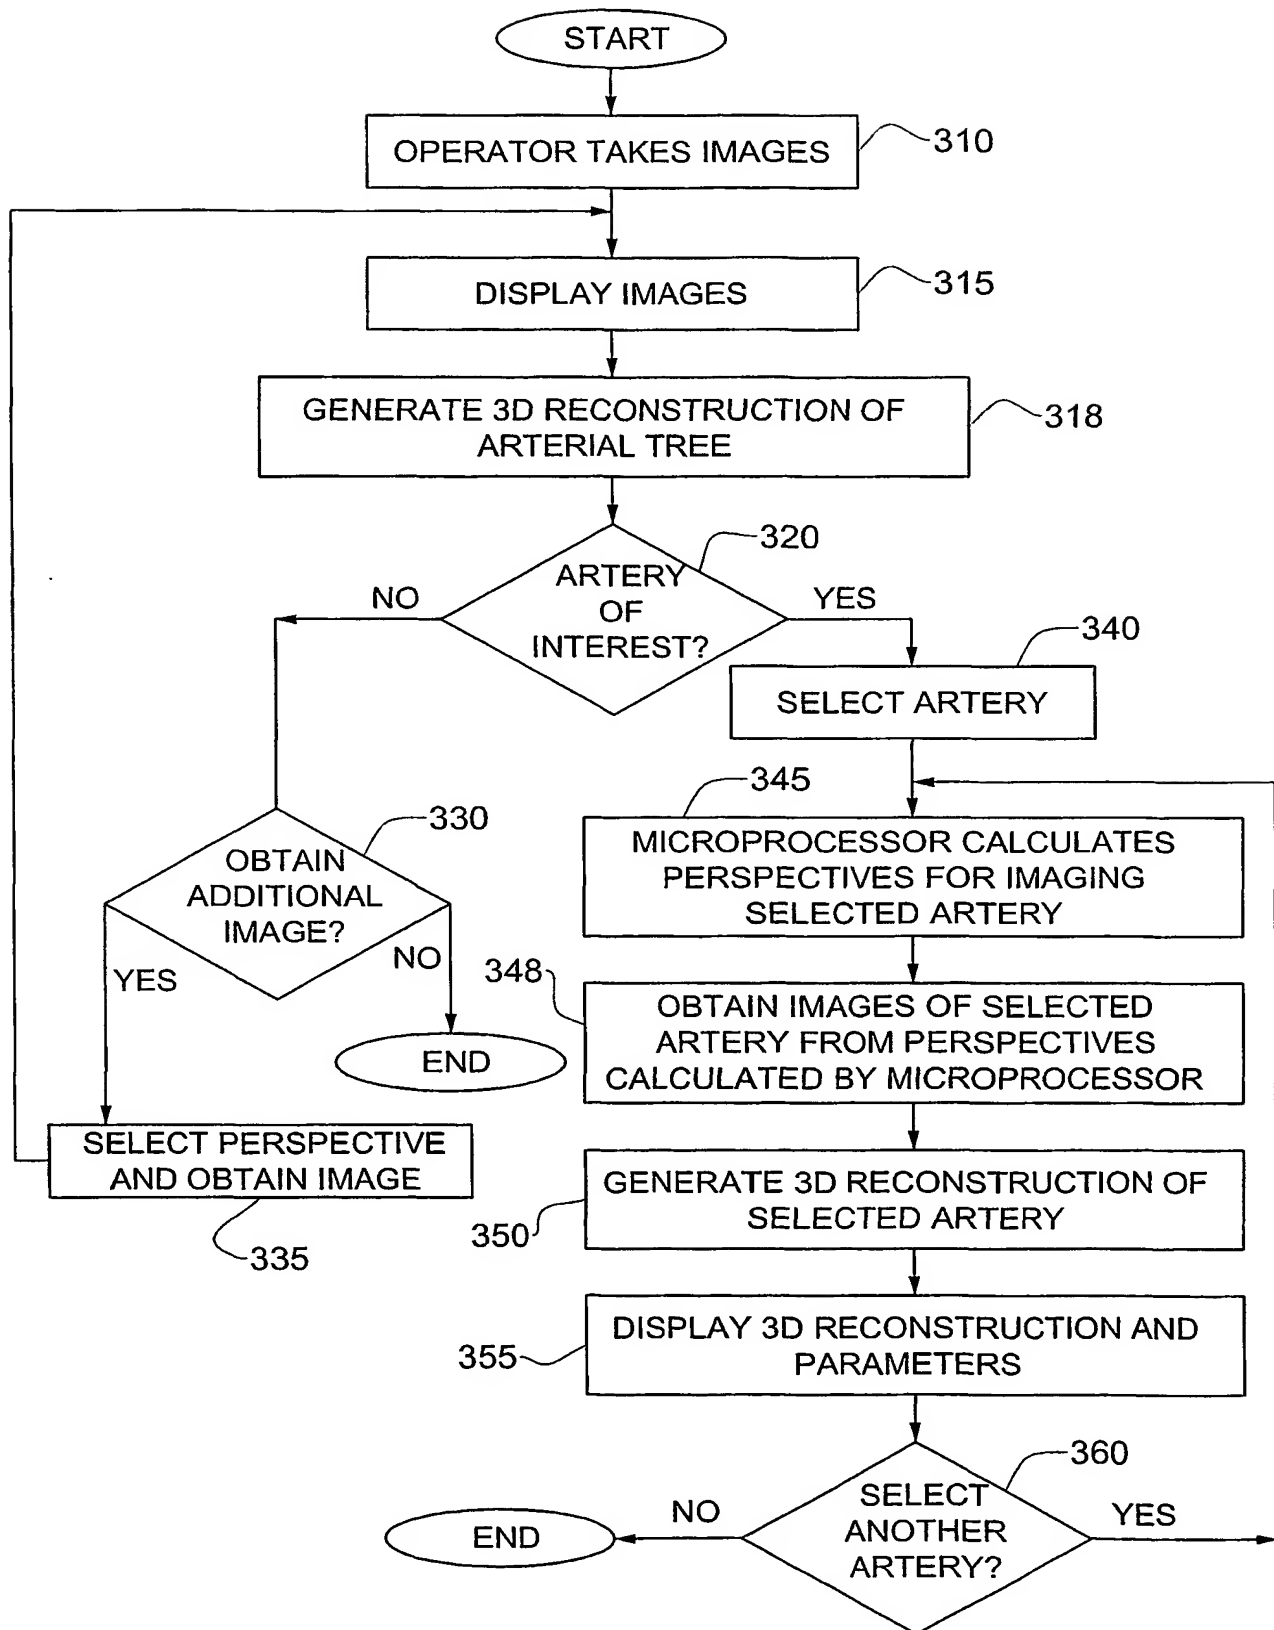 START
OPERATOR TAKES IMAGES
310
DISPLAY IMAGES
315
GENERATE 3D RECONSTRUCTION OF
ARTERIAL TREE
318
320
ARTERY
OF
INTEREST?
NO
YES
340
SELECT ARTERY
345
MICROPROCESSOR CALCULATES
PERSPECTIVES FOR IMAGING
SELECTED ARTERY
330
OBTAIN
ADDITIONAL
IMAGE?
YES
NO
END
348
OBTAIN IMAGES OF SELECTED
ARTERY FROM PERSPECTIVES
CALCULATED BY MICROPROCESSOR
SELECT PERSPECTIVE
AND OBTAIN IMAGE
335
GENERATE 3D RECONSTRUCTION OF
SELECTED ARTERY
350
DISPLAY 3D RECONSTRUCTION AND
PARAMETERS
355
360
SELECT
ANOTHER
ARTERY?
NO
YES
END